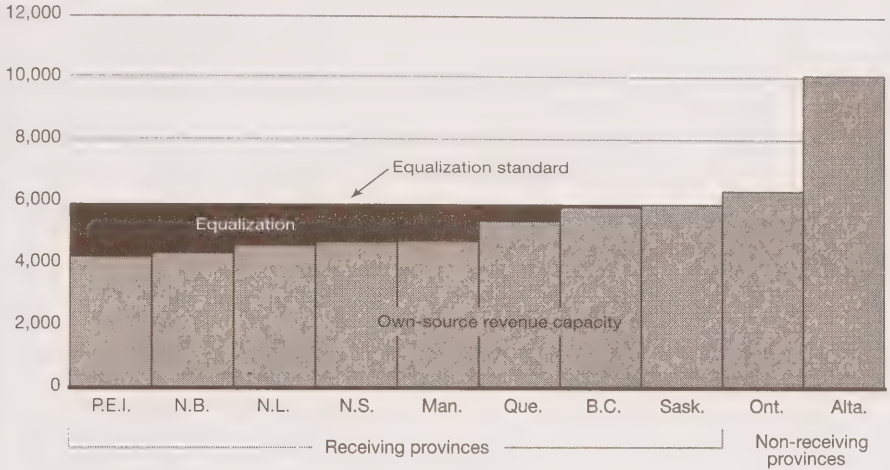 12,000
10,000
8,000
6,000
4,000
2,000
0
Equalization standard
Equalization
Own-source revenue capacity
P.E.I. N.B. N.L. N.S. Man. Que. B.C. Sask. Ont. Alta.
Receiving provinces
Non-receiving
provinces